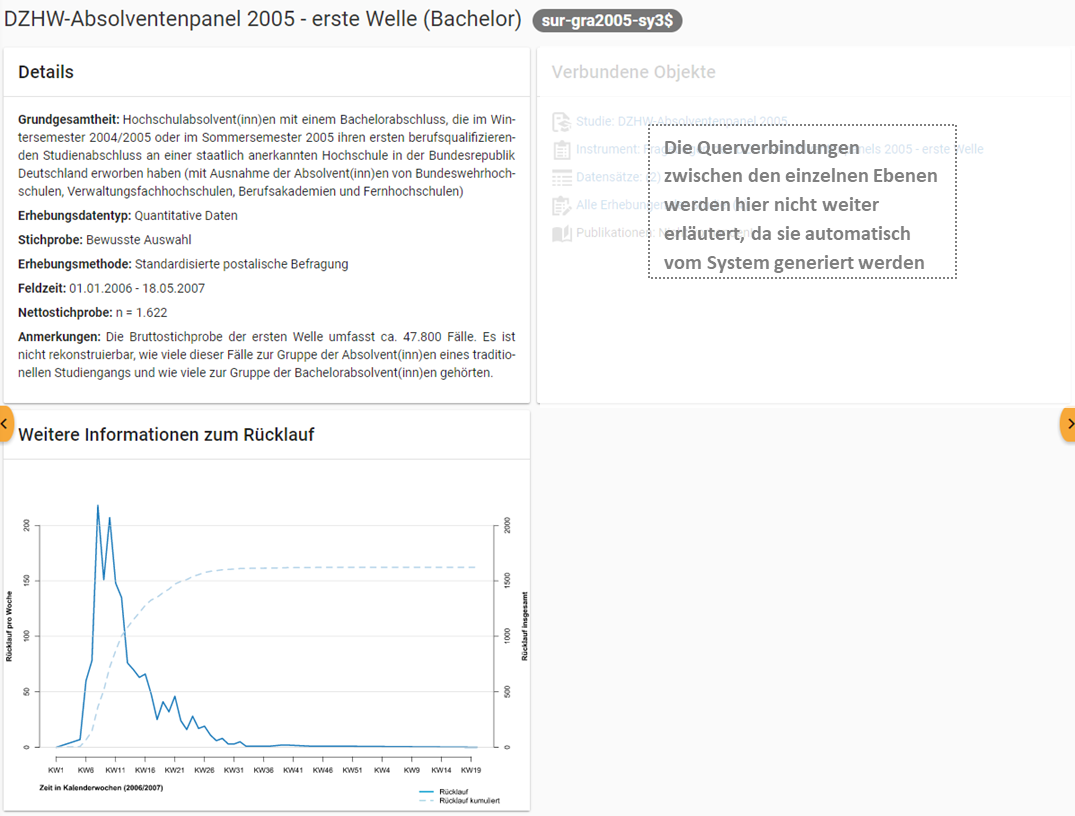 DZHW-Absolventenpanel 2005 - erste Welle (Bachelor) sur-gra2005-sy3$
Details
Grundgesamtheit: Hochschulabsolvent(inn)en mit einem Bachelorabschluss, die im Win-
tersemester 2004/2005 oder im Sommersemester 2005 ihren ersten berufsqualifizieren-
den Studienabschluss an einer staatlich anerkannten Hochschule in der Bundesrepublik
Deutschland erworben haben (mit Ausnahme der Absolvent(inn)en von Bundeswehrhoch-
schulen, Verwaltungsfachhochschulen, Berufsakademien und Fernhochschulen)
Erhebungsdatentyp: Quantitative Daten
Stichprobe: Bewusste Auswahl
Erhebungsmethode: Standardisierte postalische Befragung
Feldzeit: 01.01.2006 - 18.05.2007
Nettostichprobe: n = 1.622
Anmerkungen: Die Bruttostichprobe der ersten Welle umfasst ca. 47.800 Fälle. Es ist
nicht rekonstruierbar, wie viele dieser Fälle zur Gruppe der Absolvent(inn)en eines traditio-
nellen Studiengangs und wie viele zur Gruppe der Bachelorabsolvent(inn)en gehörten.
Verbundene Objekte
Studie: DZHW-Absolventenpanel 2005
Instrument: 2005 - erste Welle
Datensätze:
Alle Erhebungen
Publikationen:
Die Querverbindungen
zwischen den einzelnen Ebenen
werden hier nicht weiter
erläutert, da sie automatisch
vom System generiert werden
Weitere Informationen zum Rücklauf
Rücklauf pro Woche
200
150
100
50
0
2000
1500
1000
500
0
Rücklauf insgesamt
KW1 KW6 KW11 KW16 KW21 KW26 KW31 KW36 KW41 KW46 KW51 KW4 KW9 KW14 KW19
Zeit in Kalenderwochen (2006/2007)
Rücklauf
Rücklauf kumuliert